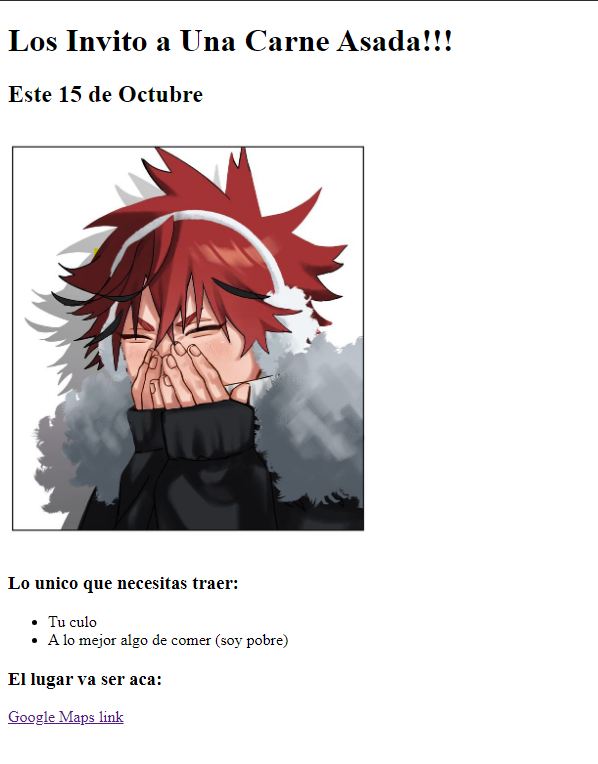 Los Invito a Una Carne Asada!!!
Este 15 de Octubre
Lo unico que necesitas traer:
Tu culo
A lo mejor algo de comer (soy pobre)
El lugar va ser aca:
Google Maps link